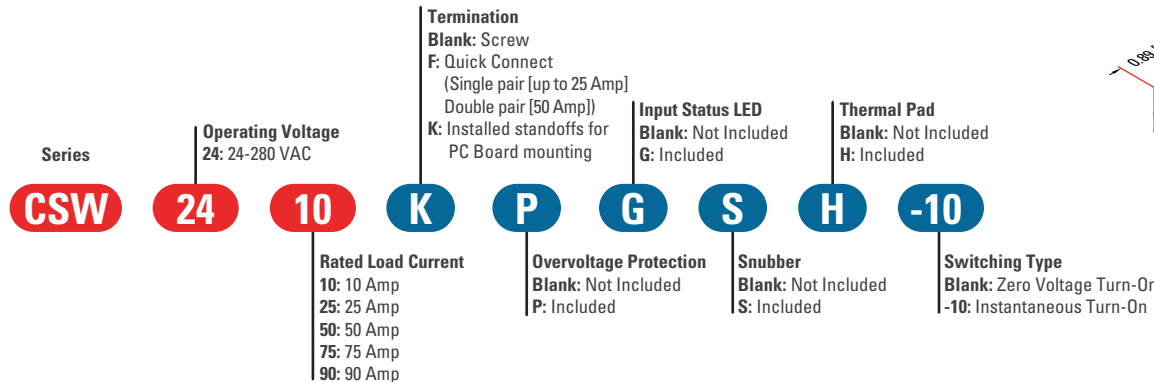 Termination
Blank: Screw
F: Quick Connect
(Single pair [up to 25 Amp]
Double pair [50 Amp])
K: Installed standoffs for
PC Board mounting
Input Status LED
Blank: Not Included
G: Included
Thermal Pad
Blank: Not Included
H: Included
Operating Voltage
24: 24-280 VAC
Series
CSW 24 10 K P G S H -10
Rated Load Current
10: 10 Amp
25: 25 Amp
50: 50 Amp
75: 75 Amp
90: 90 Amp
Overvoltage Protection
Blank: Not Included
P: Included
Snubber
Blank: Not Included
S: Included
Switching Type
Blank: Zero Voltage Turn-On
-10: Instantaneous Turn-On
0.89